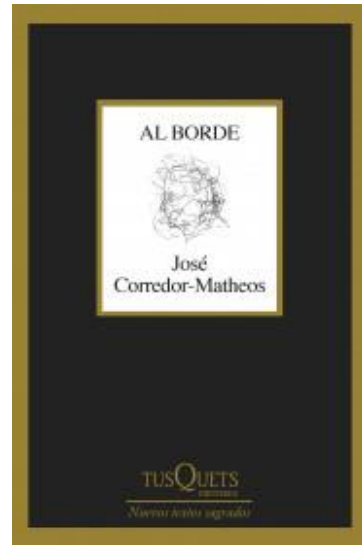 AL BORDE
José
Corredor-Matheos
TUSQUETS
EDITORES
Nuevos textos sagrados